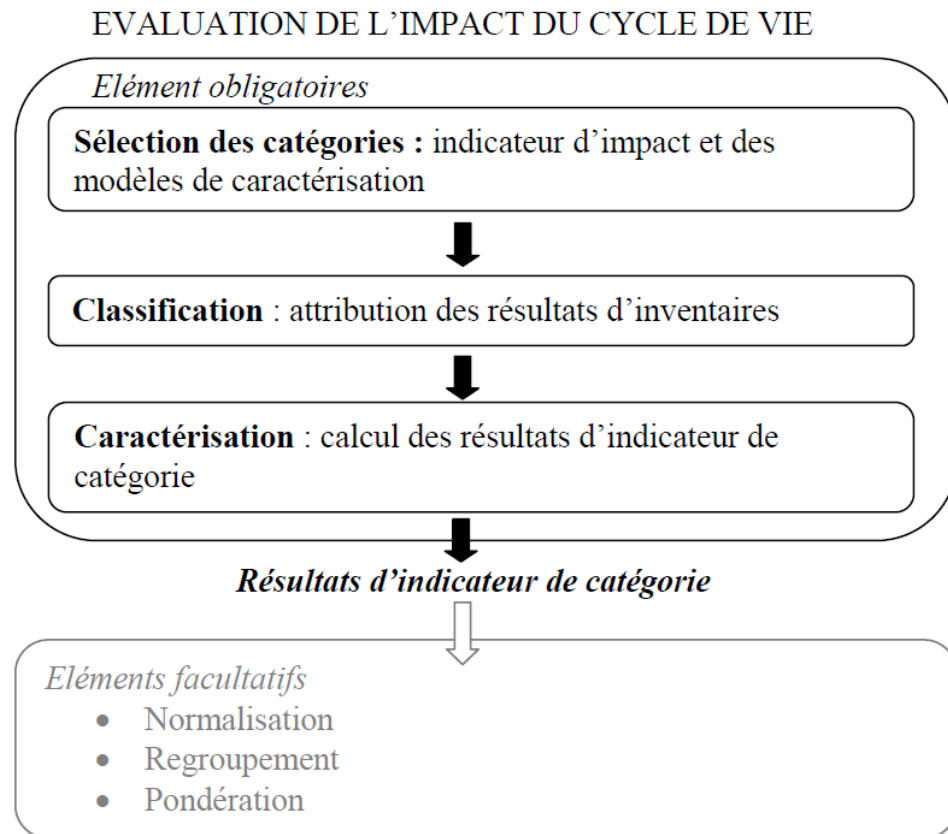 EVALUATION DE L’IMPACT DU CYCLE DE VIE
Elément obligatoires
Sélection des catégories : indicateur d’impact et des
modèles de caractérisation
Classification : attribution des résultats d’inventaires
Caractérisation : calcul des résultats d’indicateur de
catégorie
Résultats d’indicateur de catégorie
Eléments facultatifs
• Normalisation
• Regroupement
• Pondération